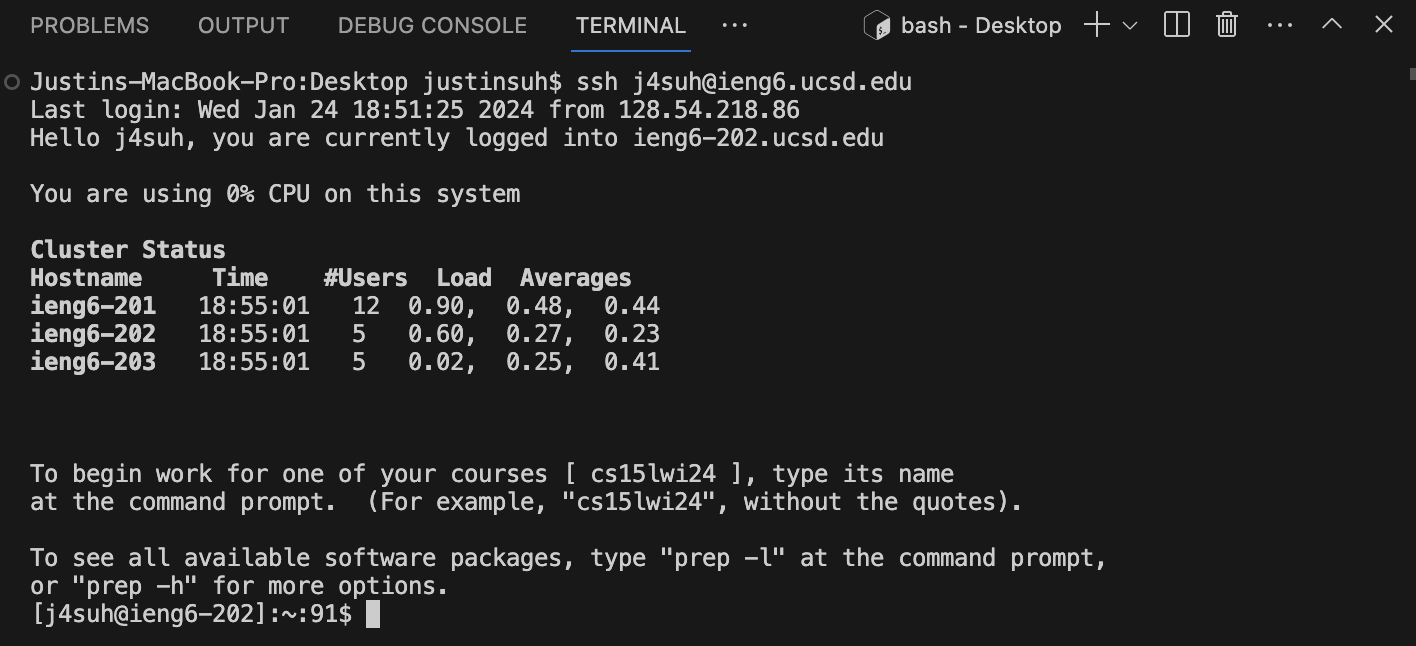 PROBLEMS OUTPUT DEBUG CONSOLE TERMINAL ··· bash - Desktop
Justins-MacBook-Pro:Desktop justinsuh$ ssh j4suh@ieng6.ucsd.edu
Last login: Wed Jan 24 18:51:25 2024 from 128.54.218.86
Hello j4suh, you are currently logged into ieng6-202.ucsd.edu
You are using 0% CPU on this system
Cluster Status
Hostname     Time    #Users  Load  Averages
ieng6-201   18:55:01   12  0.90,  0.48,  0.44
ieng6-202   18:55:01   5   0.60,  0.27,  0.23
ieng6-203   18:55:01   5   0.02,  0.25,  0.41
To begin work for one of your courses [ cs15lwi24 ], type its name
at the command prompt.  (For example, "cs15lwi24", without the quotes).
To see all available software packages, type "prep -l" at the command prompt,
or "prep -h" for more options.
[j4suh@ieng6-202]:~:91$